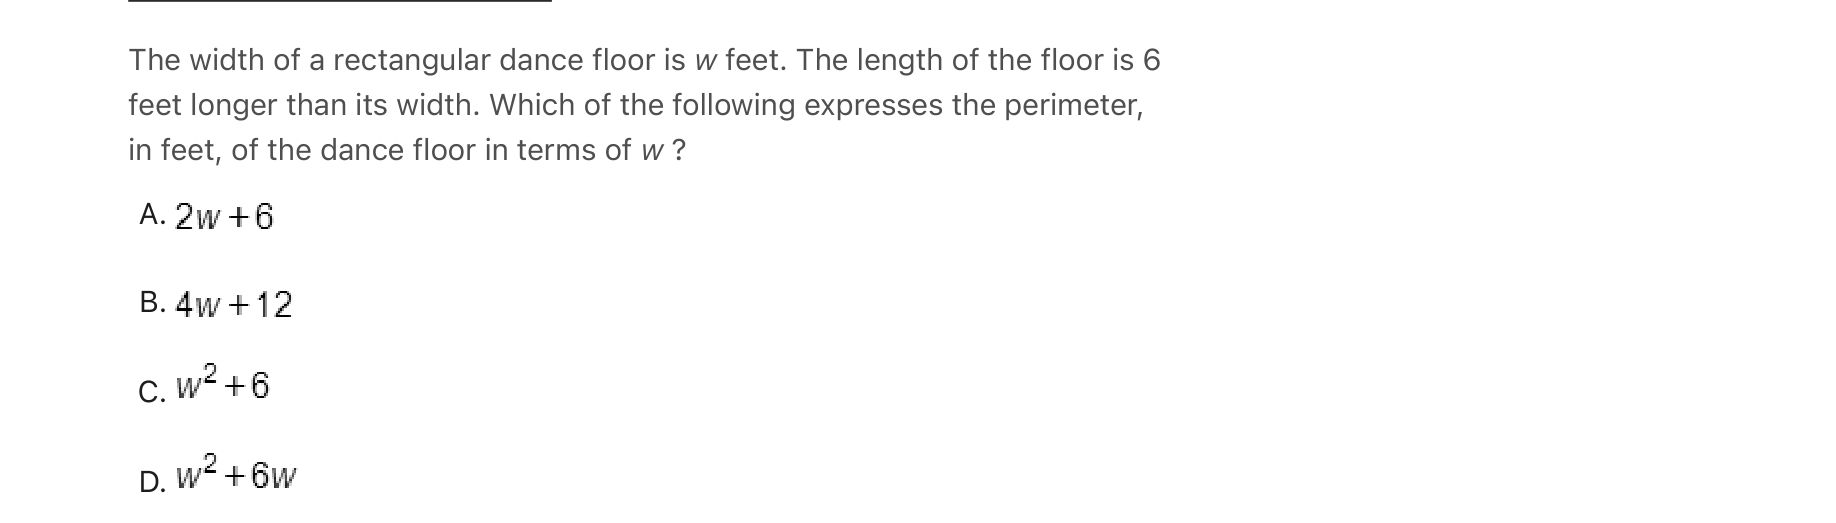 The width of a rectangular dance floor is w feet. The length of the floor is 6
feet longer than its width. Which of the following expresses the perimeter,
in feet, of the dance floor in terms of w ?
A. 2w +6
B. 4w +12
C. w² +6
D. w² +6w